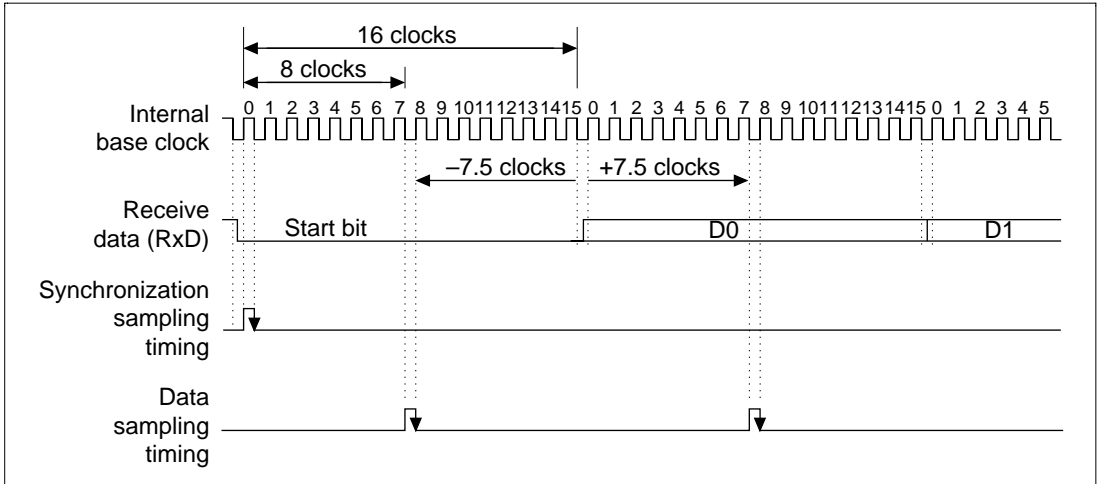 16 clocks
8 clocks
Internal
base clock
0 1 2 3 4 5 6 7 8 9 10 11 12 13 14 15 0 1 2 3 4 5 6 7 8 9 10 11 12 13 14 15 0 1 2 3 4 5
–7.5 clocks +7.5 clocks
Receive
data (RxD)
Start bit D0 D1
Synchronization
sampling
timing
Data
sampling
timing